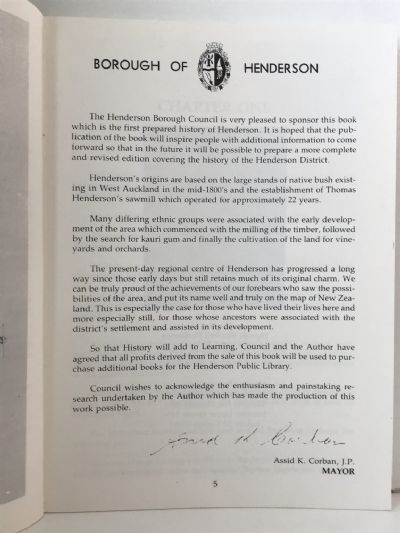 BOROUGH OF HENDERSON
The Henderson Borough Council is very pleased to sponsor this book
which is the first prepared history of Henderson. It is hoped that the pub-
lication of the book will inspire people with additional information to come
forward so that in the future it will be possible to prepare a more complete
and revised edition covering the history of the Henderson District.
Henderson's origins are based on the large stands of native bush exist-
ing in West Auckland in the mid-1800's and the establishment of Thomas
Henderson's sawmill which operated for approximately 22 years.
Many differing ethnic groups were associated with the early develop-
ment of the area which commenced with the milling of the timber, followed
by the search for kauri gum and finally the cultivation of the land for vine-
yards and orchards.
The present-day regional centre of Henderson has progressed a long
way since those early days but still retains much of its original charm. We
can be truly proud of the achievements of our forebears who saw the possi-
bilities of the area, and put its name well and truly on the map of New Zea-
land. This is especially the case for those who have lived their lives here and
more especially still, for those whose ancestors were associated with the
district's settlement and assisted in its development.
So that History will add to Learning, Council and the Author have
agreed that all profits derived from the sale of this book will be used to pur-
chase additional books for the Henderson Public Library.
Council wishes to acknowledge the enthusiasm and painstaking re-
search undertaken by the Author which has made the production of this
work possible.
Assid K Corban
Assid K. Corban, J.P.
MAYOR
5